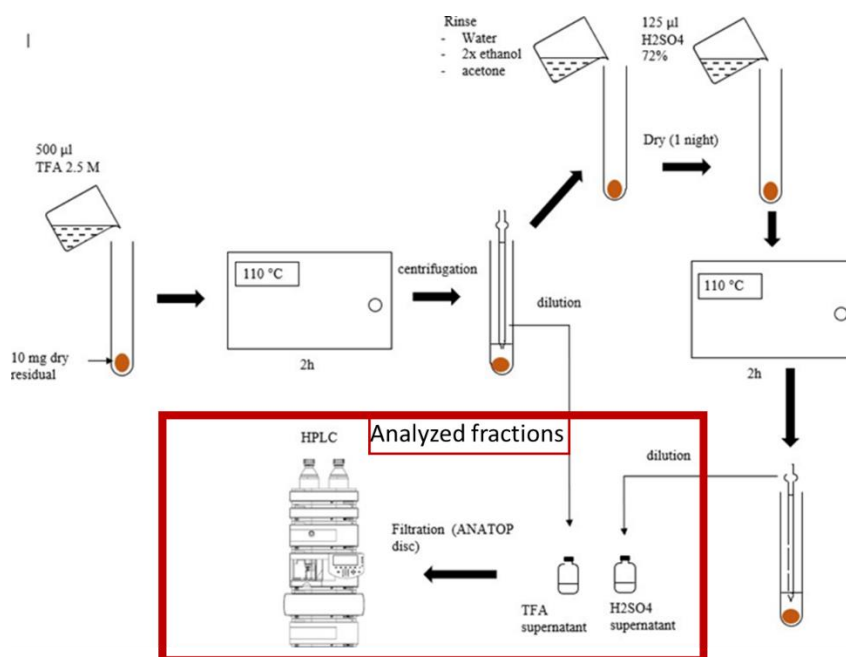 Rinse
- Water
- 2x ethanol
- acetone
125 µl
H2SO4
72%
500 µl
TFA 2.5 M
Dry (1 night)
110 °C
centrifugation
dilution
110 °C
10 mg dry
residual
2h
2h
Analyzed fractions
HPLC
dilution
Filtration (ANATOP
disc)
TFA
supernatant
H2SO4
supernatant